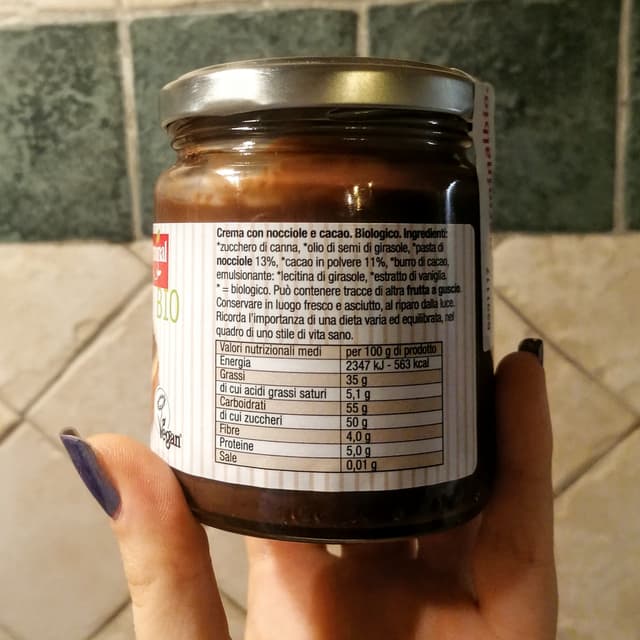 Crema con nocciole e cacao. Biologico. Ingredienti:
*zucchero di canna, *olio di semi di girasole, *pasta di
nocciole 13%, *cacao in polvere 11%, *burro di cacao,
emulsionante: *lecitina di girasole, *estratto di vaniglia.
* = biologico. Può contenere tracce di altra frutta a guscio.
Conservare in luogo fresco e asciutto, al riparo dalla luce.
Ricorda l'importanza di una dieta varia ed equilibrata, nel
quadro di uno stile di vita sano.
BIO
Valori nutrizionali medi per 100 g di prodotto
Energia 2347 kJ - 563 kcal
Grassi 35 g
di cui acidi grassi saturi 5,1 g
Carboidrati 55 g
di cui zuccheri 50 g
Fibre 4,0 g
Proteine 5,0 g
Sale 0,01 g
vegan